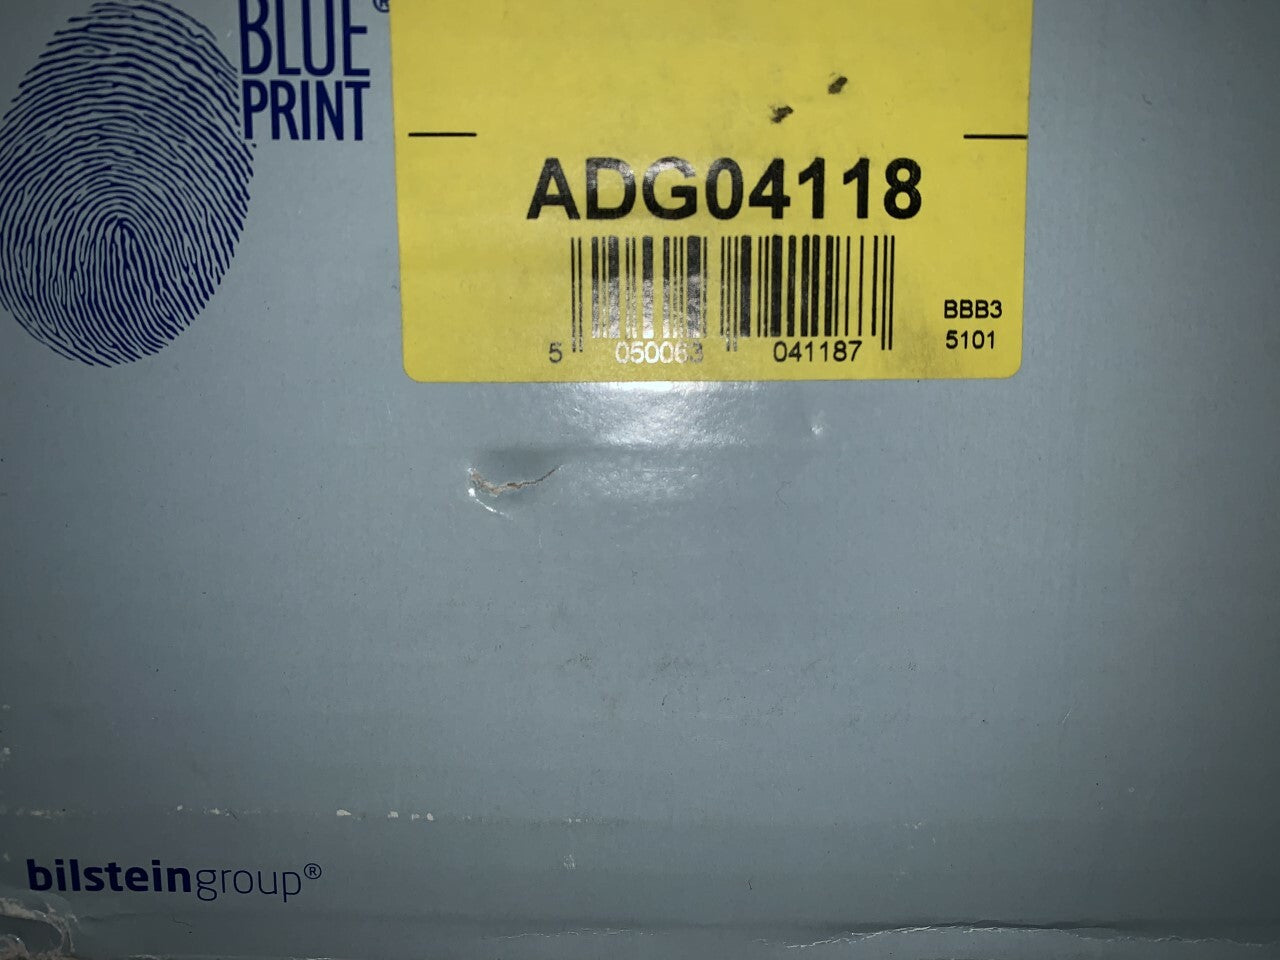 BLUE®
PRINT
ADG04118
5 050063 041187
BBB3
5101
bilsteingroup®